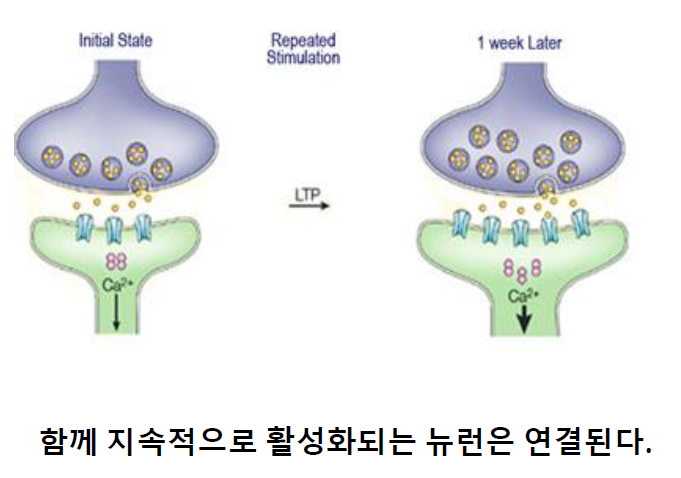 Initial State
Repeated
Stimulation
1 week Later
LTP
Ca²⁺
Ca²⁺
함께 지속적으로 활성화되는 뉴런은 연결된다.